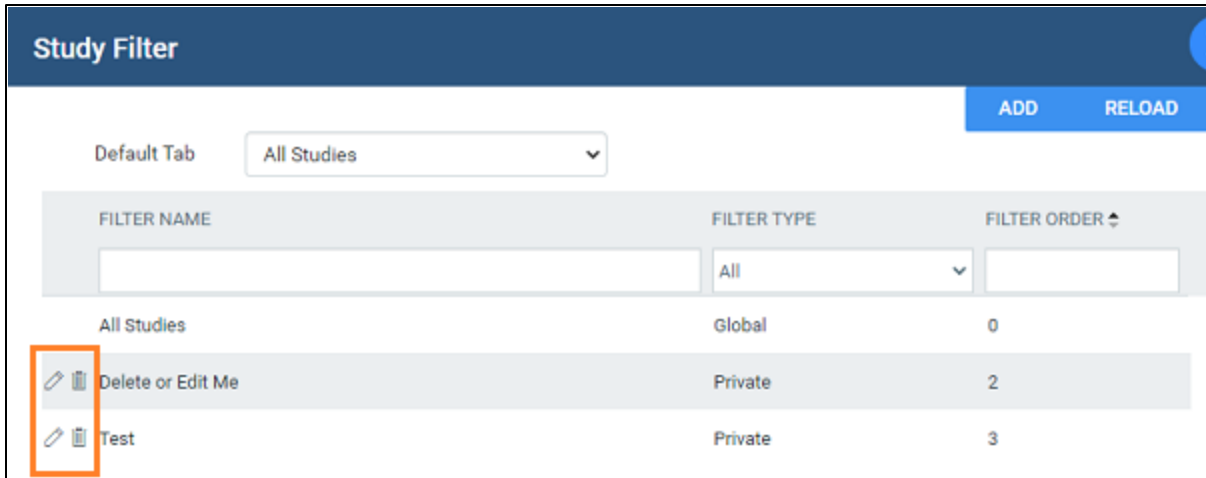 Study Filter
ADD RELOAD
Default Tab All Studies
FILTER NAME FILTER TYPE FILTER ORDER
All
All Studies Global 0
Delete or Edit Me Private 2
Test Private 3